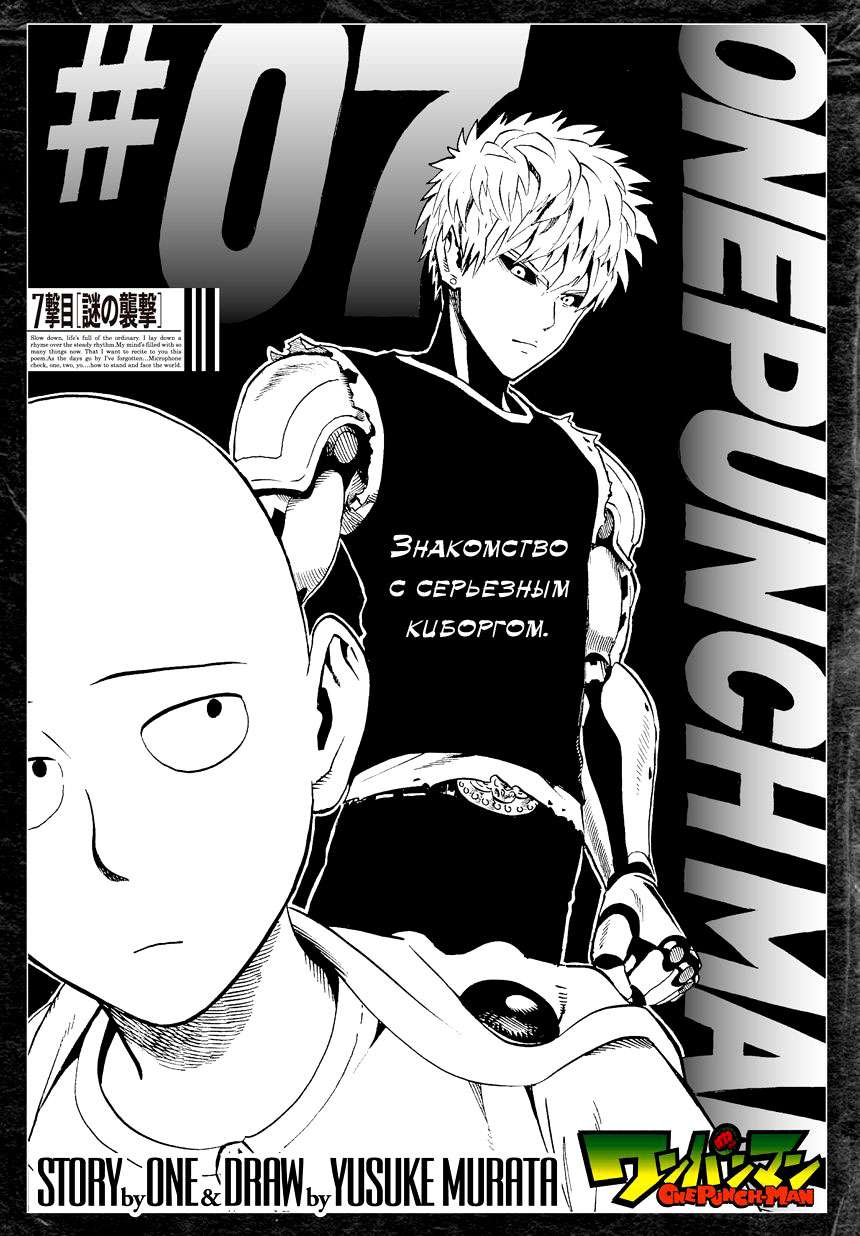 #07
ONEPUNCHMAN
7撃目[謎の襲撃]
Slow down, life's full of the ordinary. I lay down a
rhyme over the steady rhythm.My mind's filled with so
many things now. That I want to recite to you this
poem.As the days go by I've forgotten...Microphone
check, one, two, yo....how to stand and face the world.
Знакомство
с серьезным
киборгом.
STORY by ONE & DRAW by YUSUKE MURATA
ワンパンマン
ONEPUNCH-MAN